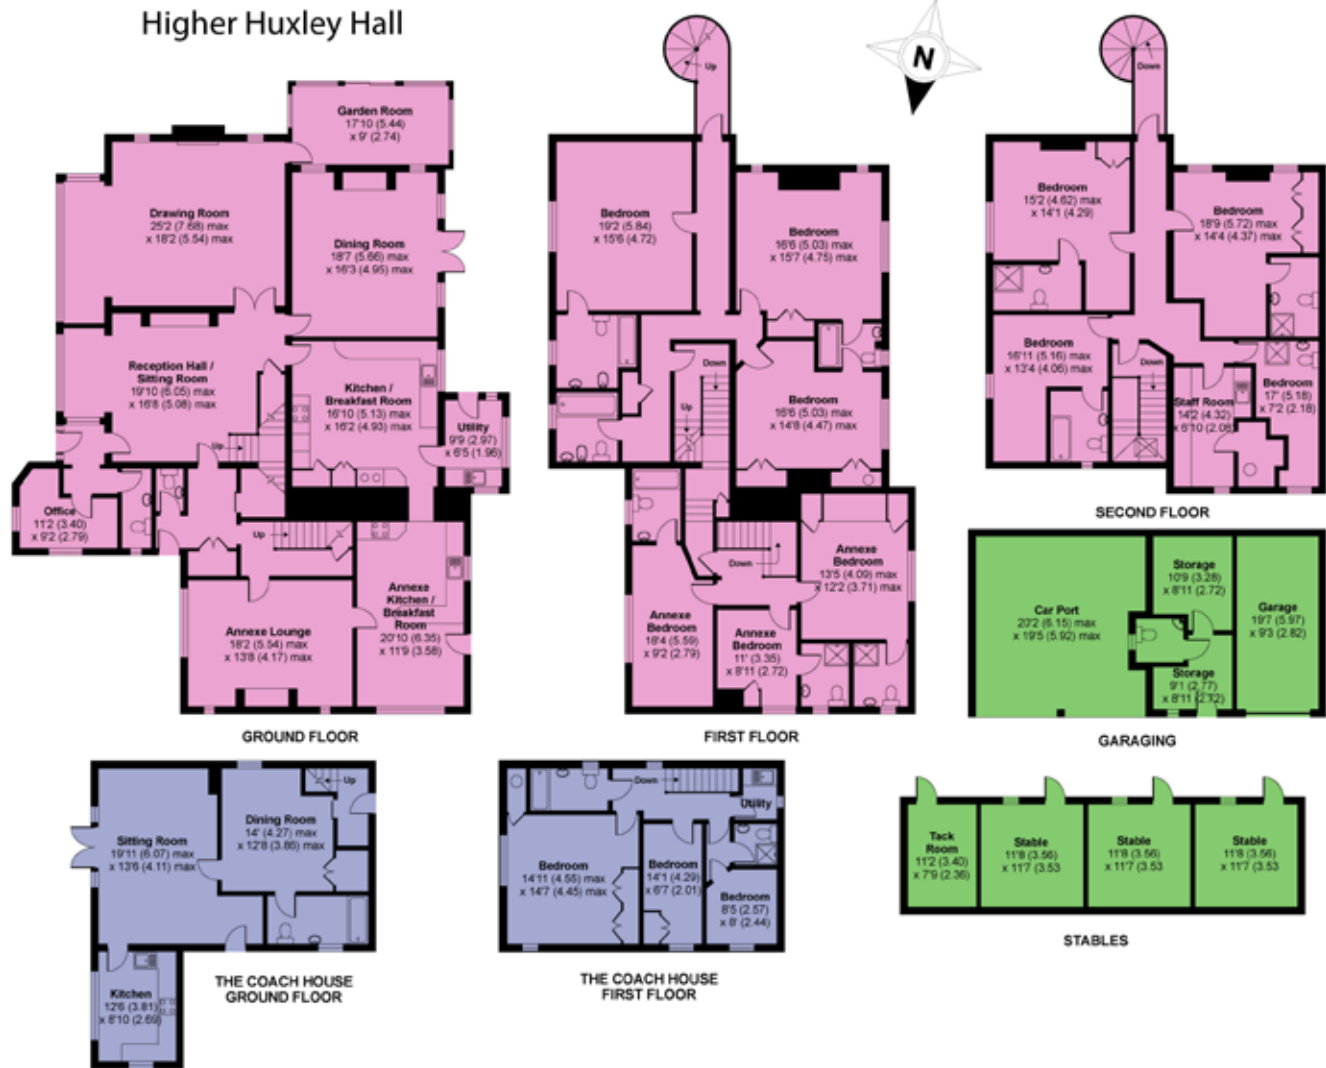 Higher Huxley Hall
N
Garden Room
17'10 (5.44)
x 9' (2.74)
Drawing Room
25'2 (7.68) max
x 18'2 (5.54) max
Dining Room
18'7 (5.66) max
x 16'3 (4.95) max
Reception Hall /
Sitting Room
19'10 (6.05) max
x 16'8 (5.08) max
Kitchen /
Breakfast Room
16'10 (5.13) max
x 16'2 (4.93) max
Utility
9'9 (2.97)
x 6'5 (1.96)
Up
Office
11'2 (3.40)
x 9'2 (2.79)
Up
Annexe
Kitchen /
Breakfast
Room
20'10 (6.35)
x 11'9 (3.58)
Annexe Lounge
18'2 (5.54) max
x 13'8 (4.17) max
GROUND FLOOR
Up
Bedroom
19'2 (5.84)
x 15'6 (4.72)
Bedroom
16'6 (5.03) max
x 15'7 (4.75) max
Down
Up
Bedroom
16'6 (5.03) max
x 14'8 (4.47) max
Down
Annexe
Bedroom
13'5 (4.09) max
x 12'2 (3.71) max
Annexe
Bedroom
18'4 (5.59)
x 9'2 (2.79)
Annexe
Bedroom
11' (3.35)
x 8'11 (2.72)
FIRST FLOOR
Down
Bedroom
15'2 (4.62) max
x 14'1 (4.29)
Bedroom
18'9 (5.72) max
x 14'4 (4.37) max
Bedroom
16'11 (5.16) max
x 13'4 (4.06) max
Down
Staff Room
14'2 (4.32)
x 6'10 (2.08)
Bedroom
17' (5.18)
x 7'2 (2.18)
SECOND FLOOR
Car Port
20'2 (6.15) max
x 19'5 (5.92) max
Storage
10'9 (3.28)
x 8'11 (2.72)
Storage
9'1 (2.77)
x 8'11 (2.72)
Garage
19'7 (5.97)
x 9'3 (2.82)
GARAGING
Sitting Room
19'11 (6.07) max
x 13'6 (4.11) max
Dining Room
14' (4.27) max
x 12'8 (3.86) max
Up
Kitchen
12'6 (3.81)
x 8'10 (2.69)
THE COACH HOUSE
GROUND FLOOR
Down
Utility
Bedroom
14'11 (4.55) max
x 14'7 (4.45) max
Bedroom
14'1 (4.29)
x 6'7 (2.01)
Bedroom
8'5 (2.57)
x 8' (2.44)
THE COACH HOUSE
FIRST FLOOR
Tack
Room
11'2 (3.40)
x 7'9 (2.36)
Stable
11'8 (3.56)
x 11'7 (3.53
Stable
11'8 (3.56)
x 11'7 (3.53
Stable
11'8 (3.56)
x 11'7 (3.53
STABLES